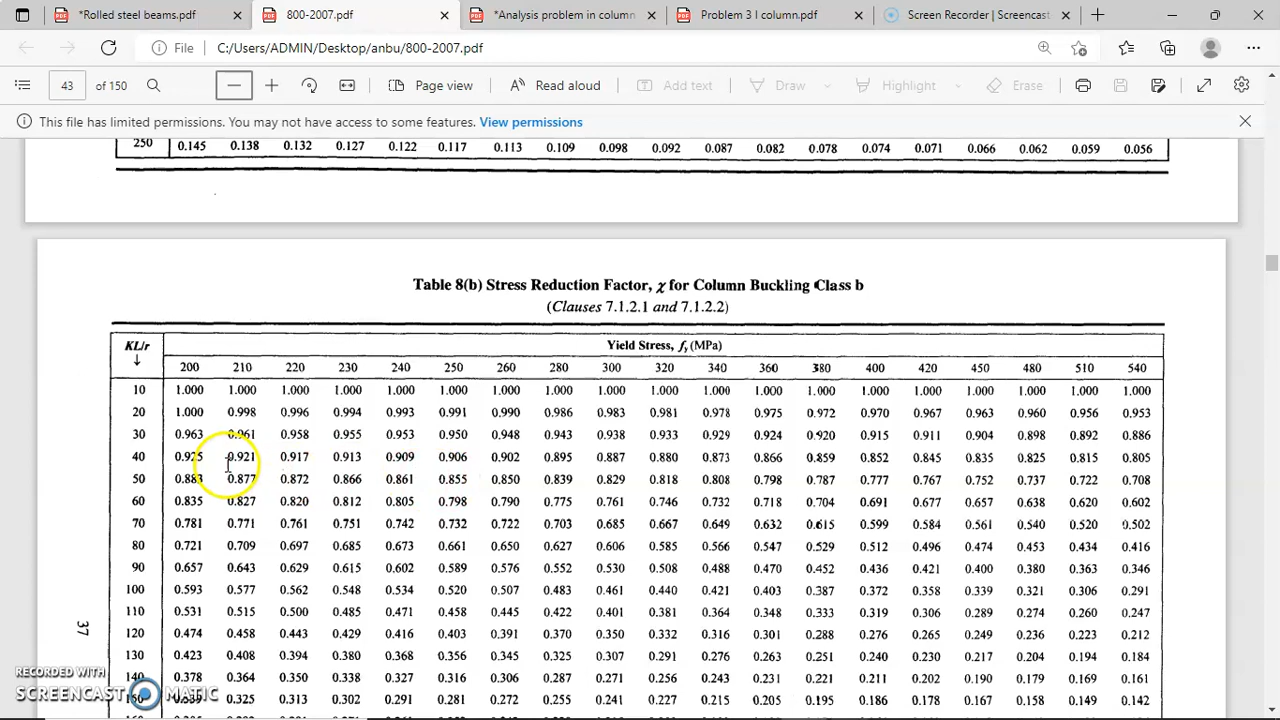 *Rolled steel beams.pdf
800-2007.pdf
*Analysis problem in column
Problem 3 I column.pdf
Screen Recorder | Screencast
File C:/Users/ADMIN/Desktop/anbu/800-2007.pdf
43 of 150 Page view Read aloud Add text Draw Highlight Erase
This file has limited permissions. You may not have access to some features. View permissions
250 0.145 0.138 0.132 0.127 0.122 0.117 0.113 0.109 0.098 0.092 0.087 0.082 0.078 0.074 0.071 0.066 0.062 0.059 0.056
Table 8(b) Stress Reduction Factor, χ for Column Buckling Class b
(Clauses 7.1.2.1 and 7.1.2.2)
KL/r Yield Stress, fy (MPa)
↓ 200 210 220 230 240 250 260 280 300 320 340 360 380 400 420 450 480 510 540
10 1.000 1.000 1.000 1.000 1.000 1.000 1.000 1.000 1.000 1.000 1.000 1.000 1.000 1.000 1.000 1.000 1.000 1.000 1.000
20 1.000 0.998 0.996 0.994 0.993 0.991 0.990 0.986 0.983 0.981 0.978 0.975 0.972 0.970 0.967 0.963 0.960 0.956 0.953
30 0.963 0.961 0.958 0.955 0.953 0.950 0.948 0.943 0.938 0.933 0.929 0.924 0.920 0.915 0.911 0.904 0.898 0.892 0.886
40 0.925 0.921 0.917 0.913 0.909 0.906 0.902 0.895 0.887 0.880 0.873 0.866 0.859 0.852 0.845 0.835 0.825 0.815 0.805
50 0.883 0.877 0.872 0.866 0.861 0.855 0.850 0.839 0.829 0.818 0.808 0.798 0.787 0.777 0.767 0.752 0.737 0.722 0.708
60 0.835 0.827 0.820 0.812 0.805 0.798 0.790 0.775 0.761 0.746 0.732 0.718 0.704 0.691 0.677 0.657 0.638 0.620 0.602
70 0.781 0.771 0.761 0.751 0.742 0.732 0.722 0.703 0.685 0.667 0.649 0.632 0.615 0.599 0.584 0.561 0.540 0.520 0.502
80 0.721 0.709 0.697 0.685 0.673 0.661 0.650 0.627 0.606 0.585 0.566 0.547 0.529 0.512 0.496 0.474 0.453 0.434 0.416
90 0.657 0.643 0.629 0.615 0.602 0.589 0.576 0.552 0.530 0.508 0.488 0.470 0.452 0.436 0.421 0.400 0.380 0.363 0.346
100 0.593 0.577 0.562 0.548 0.534 0.520 0.507 0.483 0.461 0.440 0.421 0.403 0.387 0.372 0.358 0.339 0.321 0.306 0.291
110 0.531 0.515 0.500 0.485 0.471 0.458 0.445 0.422 0.401 0.381 0.364 0.348 0.333 0.319 0.306 0.289 0.274 0.260 0.247
120 0.474 0.458 0.443 0.429 0.416 0.403 0.391 0.370 0.350 0.332 0.316 0.301 0.288 0.276 0.265 0.249 0.236 0.223 0.212
130 0.423 0.408 0.394 0.380 0.368 0.356 0.345 0.325 0.307 0.291 0.276 0.263 0.251 0.240 0.230 0.217 0.204 0.194 0.184
140 0.378 0.364 0.350 0.338 0.327 0.316 0.306 0.287 0.271 0.256 0.243 0.231 0.221 0.211 0.202 0.190 0.179 0.169 0.161
0.325 0.313 0.302 0.291 0.281 0.272 0.255 0.241 0.227 0.215 0.205 0.195 0.186 0.178 0.167 0.158 0.149 0.142
37
RECORDED WITH
SCREENCAST MATIC